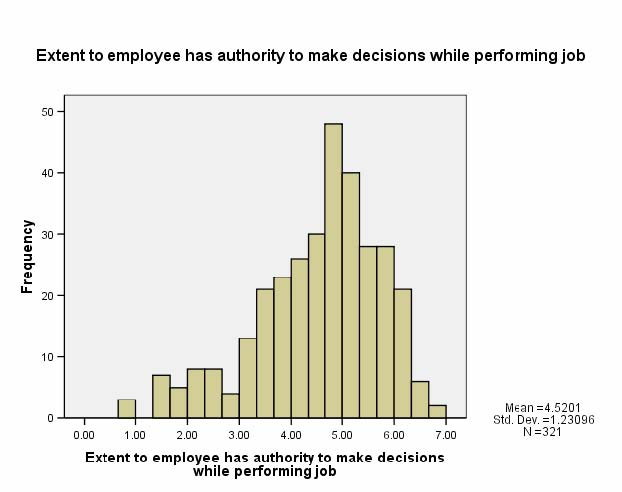 Extent to employee has authority to make decisions while performing job
50
40
30
20
10
0
Frequency
0.00 1.00 2.00 3.00 4.00 5.00 6.00 7.00
Extent to employee has authority to make decisions
while performing job
Mean =4.5201
Std. Dev. =1.23096
N =321